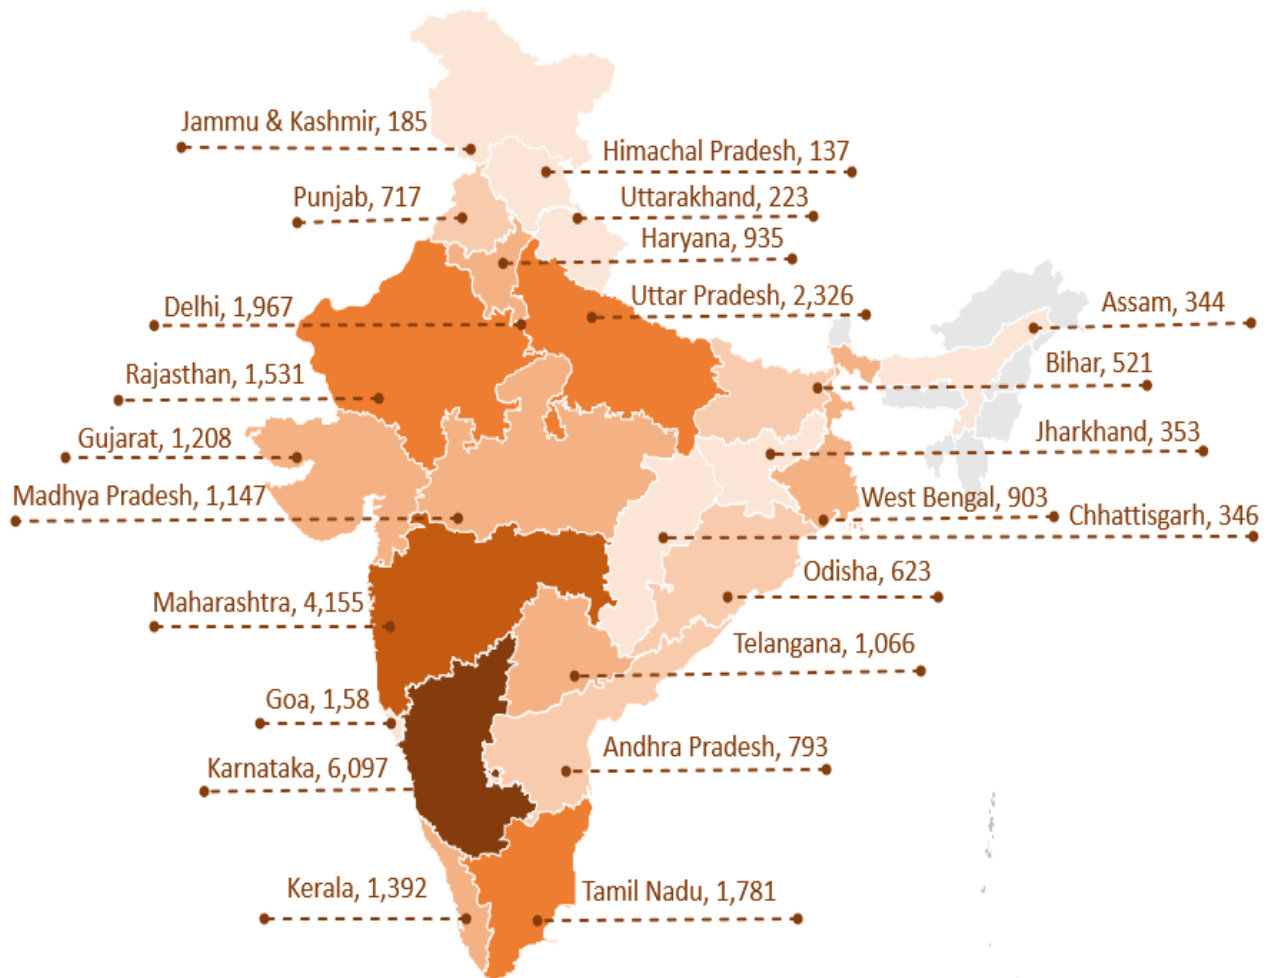 Jammu & Kashmir, 185
Himachal Pradesh, 137
Punjab, 717
Uttarakhand, 223
Haryana, 935
Delhi, 1,967
Uttar Pradesh, 2,326
Assam, 344
Rajasthan, 1,531
Bihar, 521
Gujarat, 1,208
Jharkhand, 353
Madhya Pradesh, 1,147
West Bengal, 903
Chhattisgarh, 346
Odisha, 623
Maharashtra, 4,155
Telangana, 1,066
Goa, 1,58
Andhra Pradesh, 793
Karnataka, 6,097
Kerala, 1,392
Tamil Nadu, 1,781